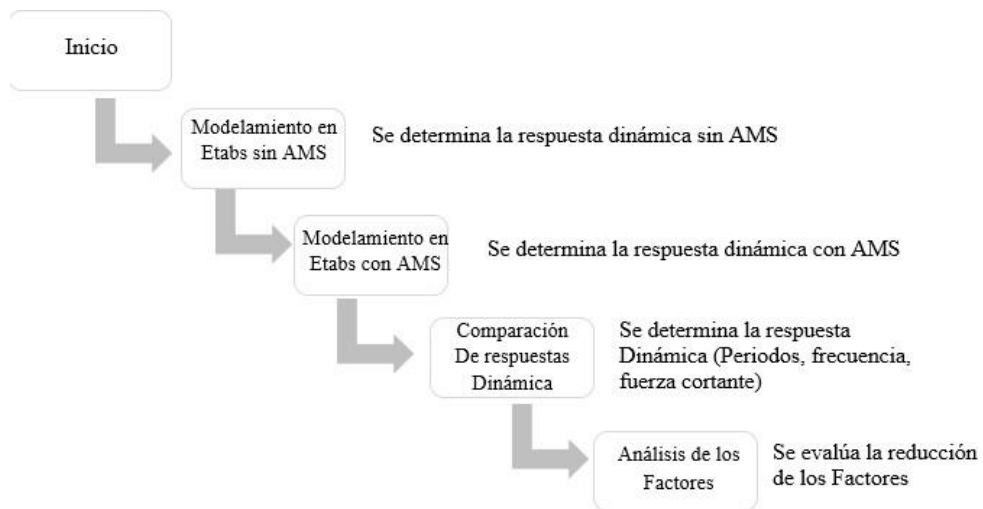 Inicio
Modelamiento en
Etabs sin AMS
Se determina la respuesta dinámica sin AMS
Modelamiento en
Etabs con AMS
Se determina la respuesta dinámica con AMS
Comparación
De respuestas
Dinámica
Se determina la respuesta
Dinámica (Periodos, frecuencia,
fuerza cortante)
Análisis de los
Factores
Se evalúa la reducción
de los Factores